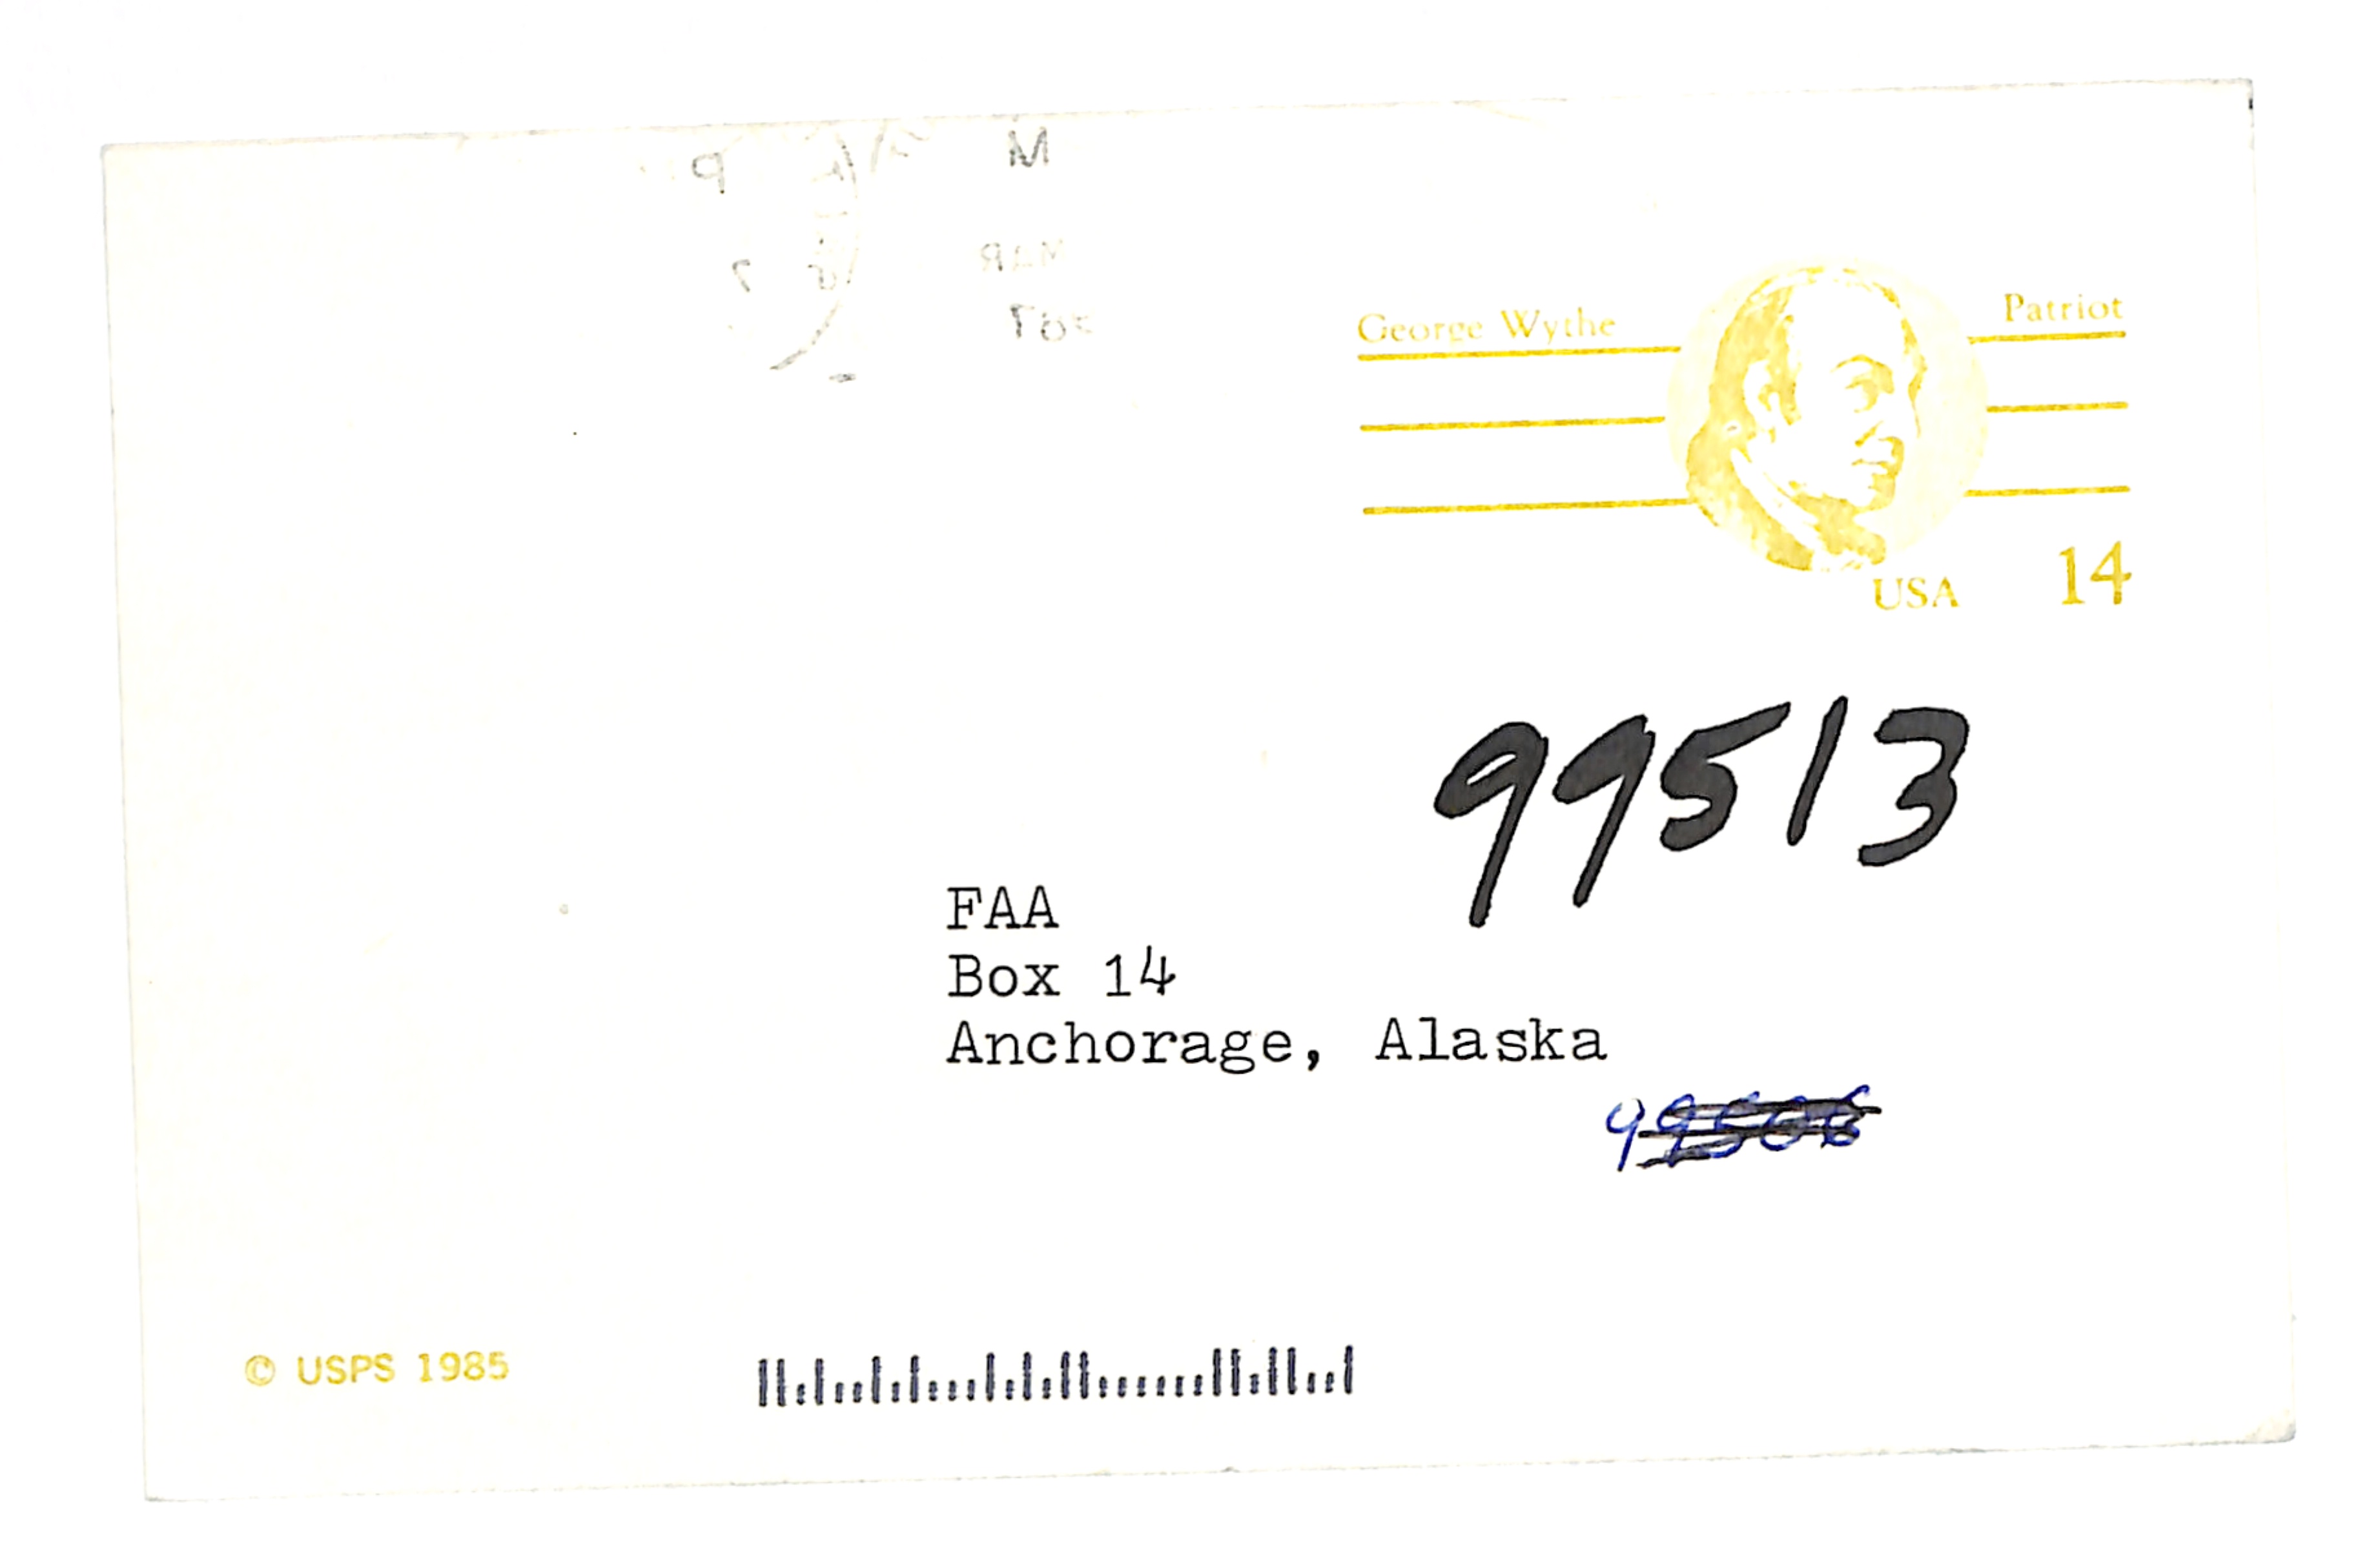 George Wythe Patriot
USA 14
99513
FAA
Box 14
Anchorage, Alaska
© USPS 1985